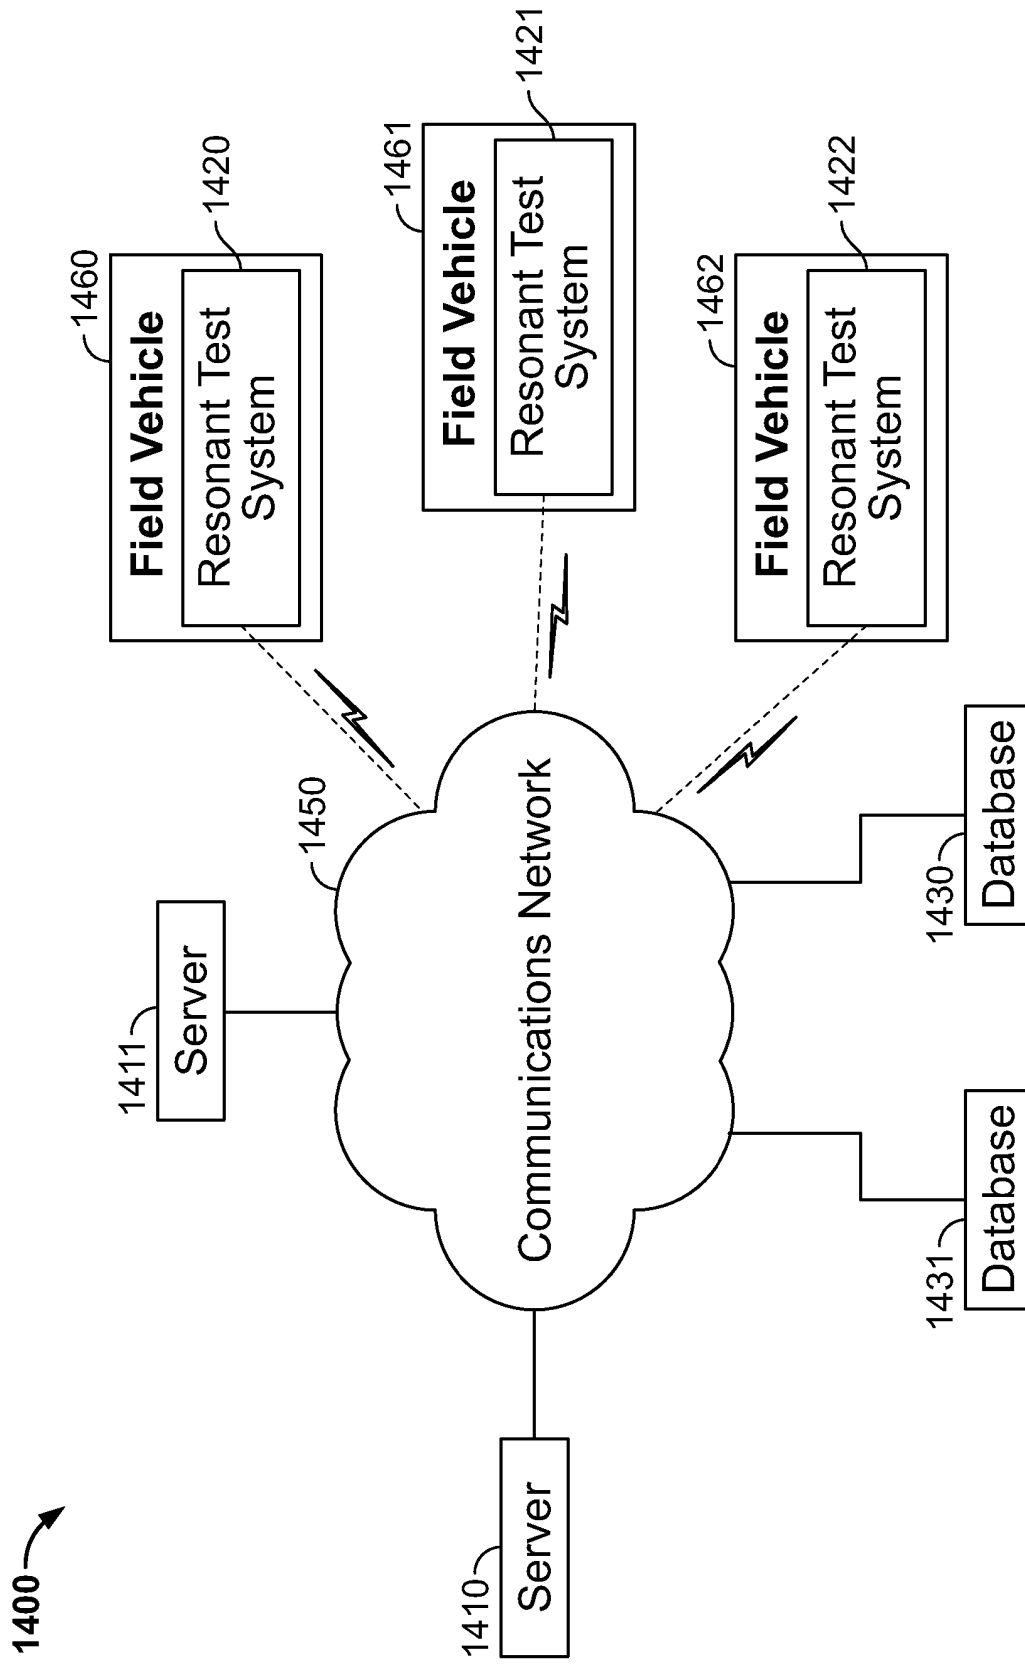 1400
1410
Server
1411
Server
1450
Communications Network
1431
Database
1430
Database
1460
Field Vehicle
Resonant Test
System
1420
1461
Field Vehicle
Resonant Test
System
1421
1462
Field Vehicle
Resonant Test
System
1422